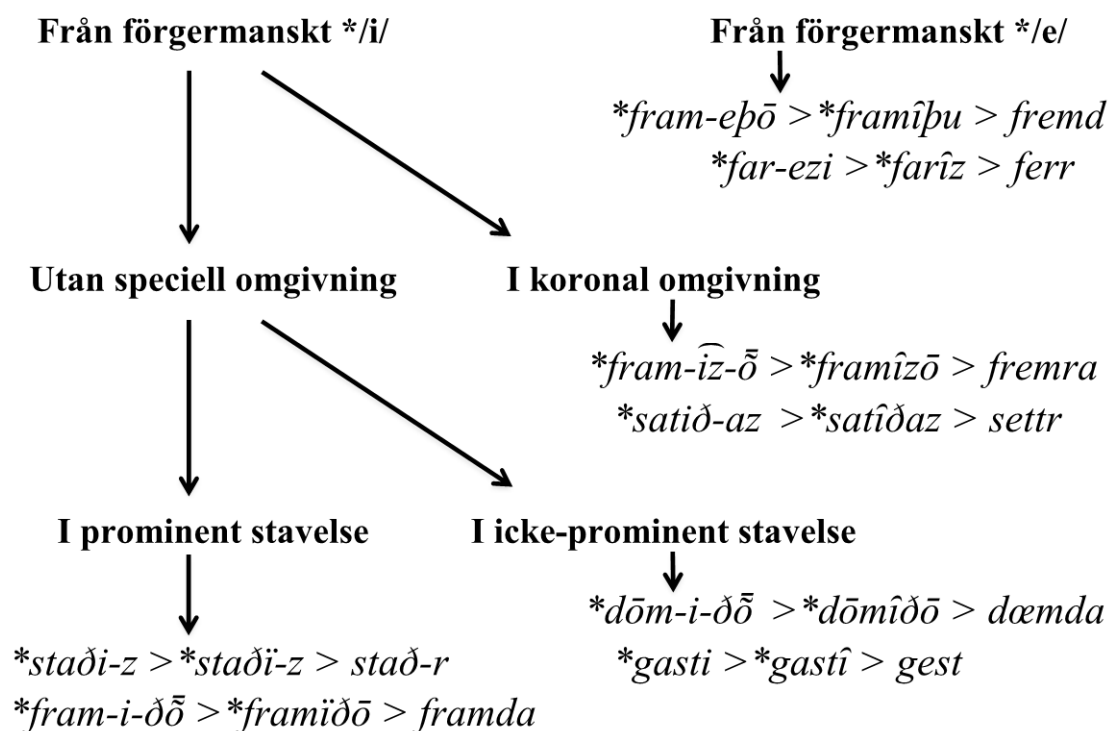 Från förgermanskt */i/
Från förgermanskt */e/
*fram-eþō > *framîþu > fremd
*far-ezi > *farîz > ferr
Utan speciell omgivning
I koronal omgivning
*fram-i͡z-ō̃ > *framîzō > fremra
*satið-az > *satîðaz > settr
I prominent stavelse
I icke-prominent stavelse
*dōm-i-ðō̃ > *dōmîðō > dœmda
*gasti > *gastî > gest
*staði-z > *staðï-z > stað-r
*fram-i-ðō̃ > *framïðō > framda